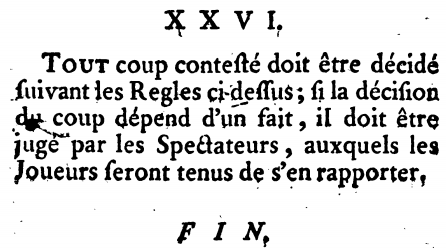 XXVI.
TOUT coup contesté doit être décidé
ſuivant les Regles ci-deſſus; ſi la déciſion
du coup dépend d'un fait, il doit être
jugé par les Spectateurs, auxquels les
Joueurs ſeront tenus de s'en rapporter.
FIN.